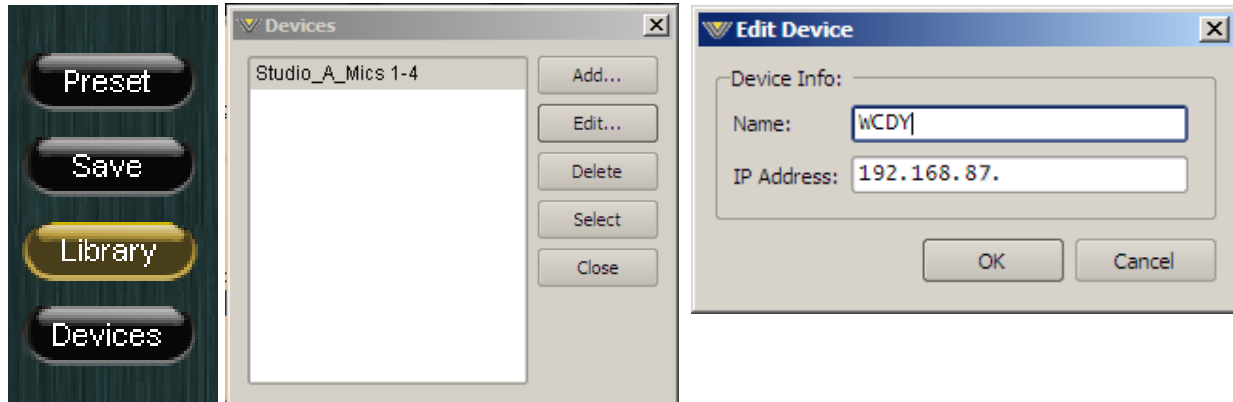 Preset
Save
Library
Devices
Devices
Studio_A_Mics 1-4
Add...
Edit...
Delete
Select
Close
Edit Device
Device Info:
Name: WCDY
IP Address: 192.168.87.
OK Cancel